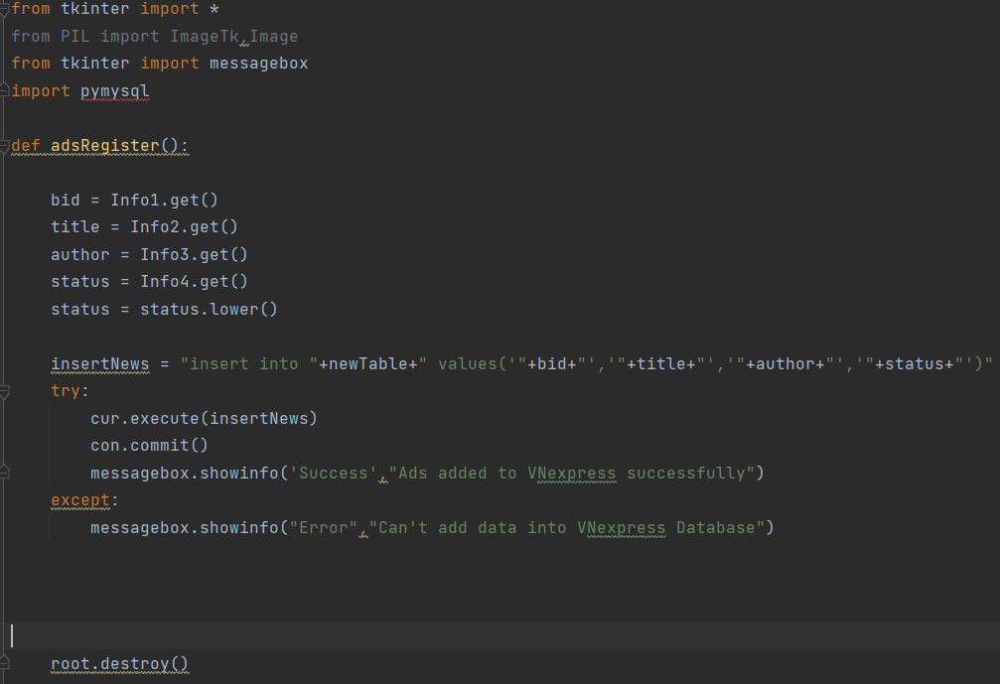 from tkinter import *
from PIL import ImageTk,Image
from tkinter import messagebox
import pymysql
def adsRegister():
bid = Info1.get()
title = Info2.get()
author = Info3.get()
status = Info4.get()
status = status.lower()
insertNews = "insert into "+newTable+" values('"+bid+"','"+title+"','"+author+"','"+status+"')"
try:
cur.execute(insertNews)
con.commit()
messagebox.showinfo('Success',"Ads added to VNexpress successfully")
except:
messagebox.showinfo("Error","Can't add data into VNexpress Database")
root.destroy()